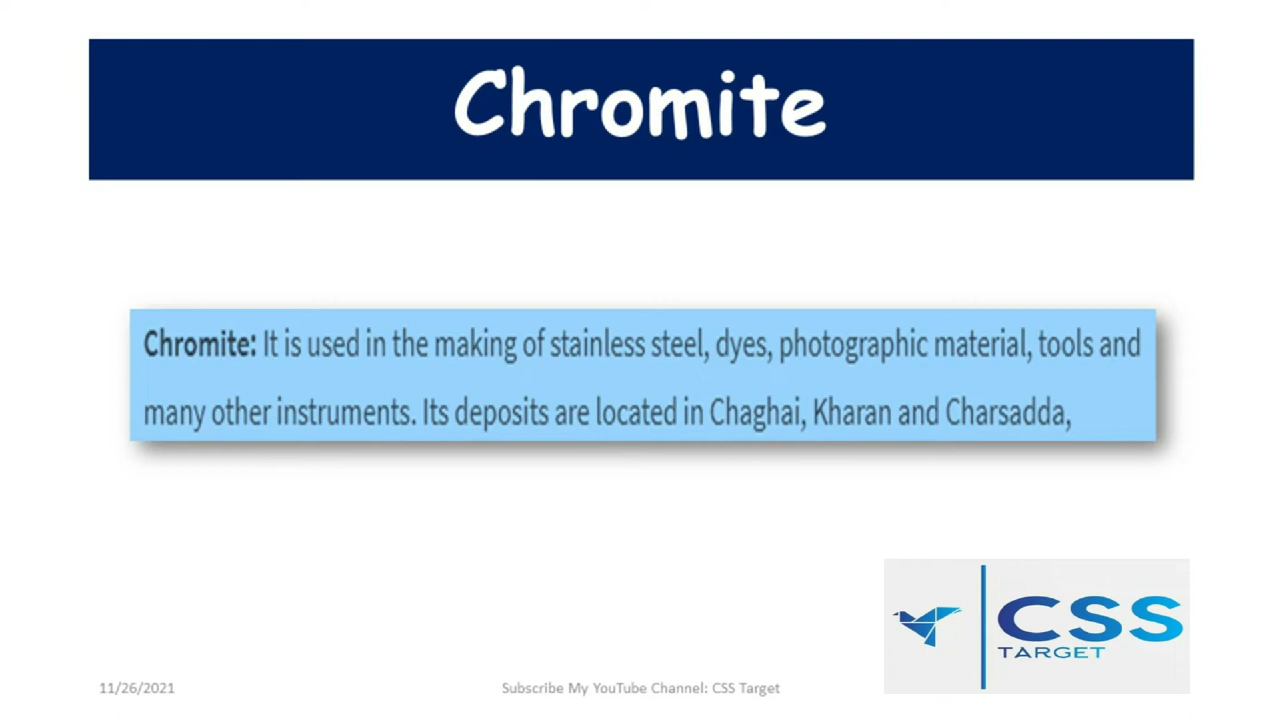 Chromite
Chromite: It is used in the making of stainless steel, dyes, photographic material, tools and
many other instruments. Its deposits are located in Chaghai, Kharan and Charsadda,
CSS
TARGET
11/26/2021
Subscribe My YouTube Channel: CSS Target